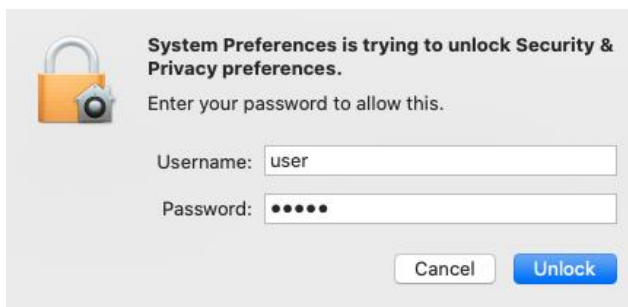 System Preferences is trying to unlock Security &
Privacy preferences.
Enter your password to allow this.
Username: user
Password: •••••
Cancel Unlock